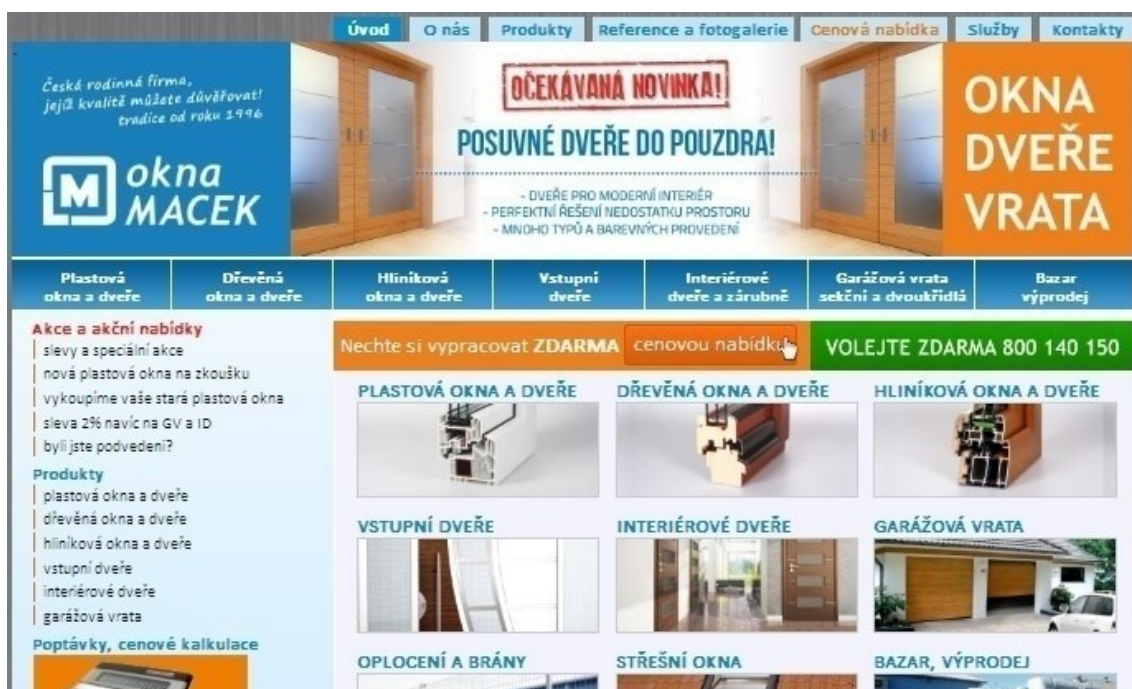 Úvod
O nás
Produkty
Reference a fotogalerie
Cenová nabídka
Služby
Kontakty
Česká rodinná firma,
jejíž kvalitě můžete důvěřovat!
tradice od roku 1996
M okna
MACEK
OČEKÁVANÁ NOVINKA!
POSUVNÉ DVEŘE DO POUZDRA!
- DVEŘE PRO MODERNÍ INTERIÉR
- PERFEKTNÍ ŘEŠENÍ NEDOSTATKU PROSTORU
- MNOHO TYPŮ A BAREVNÝCH PROVEDENÍ
OKNA
DVEŘE
VRATA
Plastová
okna a dveře
Dřevěná
okna a dveře
Hliníková
okna a dveře
Vstupní
dveře
Interiérové
dveře a zárubně
Garážová vrata
sekční a dvoukřídlá
Bazar
výprodej
Akce a akční nabídky
slevy a speciální akce
nová plastová okna na zkoušku
vykoupíme vaše stará plastová okna
sleva 2% navíc na GV a ID
byli jste podvedeni?
Produkty
plastová okna a dveře
dřevěná okna a dveře
hliníková okna a dveře
vstupní dveře
interiérové dveře
garážová vrata
Poptávky, cenové kalkulace
Nechte si vypracovat ZDARMA cenovou nabídku
VOLEJTE ZDARMA 800 140 150
PLASTOVÁ OKNA A DVEŘE
DŘEVĚNÁ OKNA A DVEŘE
HLINÍKOVÁ OKNA A DVEŘE
VSTUPNÍ DVEŘE
INTERIÉROVÉ DVEŘE
GARÁŽOVÁ VRATA
OPLOCENÍ A BRÁNY
STŘEŠNÍ OKNA
BAZAR, VÝPRODEJ